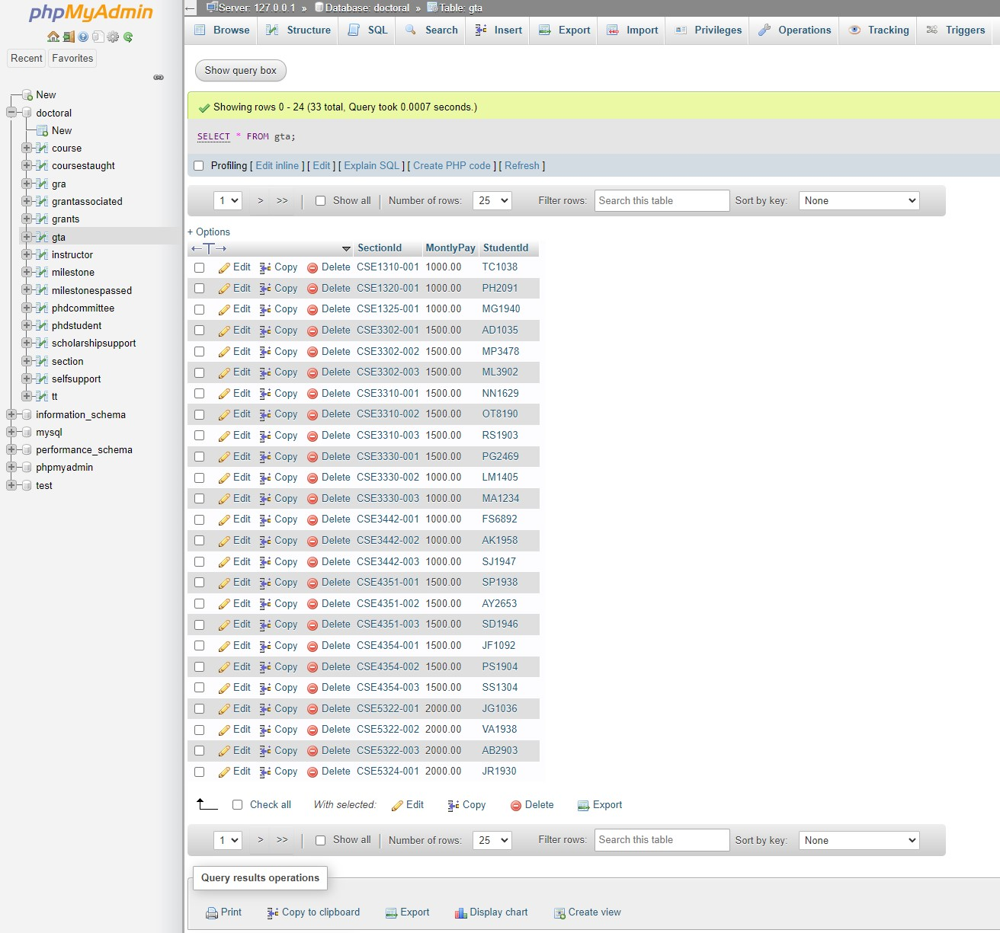 phpMyAdmin
Recent Favorites
New
doctoral
New
course
coursestaught
gra
grantassociated
grants
gta
instructor
milestone
milestonespassed
phdcommittee
phdstudent
scholarshipsupport
section
selfsupport
tt
information_schema
mysql
performance_schema
phpmyadmin
test
Server: 127.0.0.1 » Database: doctoral » Table: gta
Browse Structure SQL Search Insert Export Import Privileges Operations Tracking Triggers
Show query box
Showing rows 0 - 24 (33 total, Query took 0.0007 seconds.)
SELECT * FROM gta;
Profiling [ Edit inline ] [ Edit ] [ Explain SQL ] [ Create PHP code ] [ Refresh ]
1 > >> | Show all | Number of rows: 25 Filter rows: Search this table Sort by key: None
+ Options
←T→ SectionId MontlyPay StudentId
Edit Copy Delete CSE1310-001 1000.00 TC1038
Edit Copy Delete CSE1320-001 1000.00 PH2091
Edit Copy Delete CSE1325-001 1000.00 MG1940
Edit Copy Delete CSE3302-001 1500.00 AD1035
Edit Copy Delete CSE3302-002 1500.00 MP3478
Edit Copy Delete CSE3302-003 1500.00 ML3902
Edit Copy Delete CSE3310-001 1500.00 NN1629
Edit Copy Delete CSE3310-002 1500.00 OT8190
Edit Copy Delete CSE3310-003 1500.00 RS1903
Edit Copy Delete CSE3330-001 1500.00 PG2469
Edit Copy Delete CSE3330-002 1000.00 LM1405
Edit Copy Delete CSE3330-003 1000.00 MA1234
Edit Copy Delete CSE3442-001 1000.00 FS6892
Edit Copy Delete CSE3442-002 1000.00 AK1958
Edit Copy Delete CSE3442-003 1000.00 SJ1947
Edit Copy Delete CSE4351-001 1500.00 SP1938
Edit Copy Delete CSE4351-002 1500.00 AY2653
Edit Copy Delete CSE4351-003 1500.00 SD1946
Edit Copy Delete CSE4354-001 1500.00 JF1092
Edit Copy Delete CSE4354-002 1500.00 PS1904
Edit Copy Delete CSE4354-003 1500.00 SS1304
Edit Copy Delete CSE5322-001 2000.00 JG1036
Edit Copy Delete CSE5322-002 2000.00 VA1938
Edit Copy Delete CSE5322-003 2000.00 AB2903
Edit Copy Delete CSE5324-001 2000.00 JR1930
Check all With selected: Edit Copy Delete Export
1 > >> | Show all | Number of rows: 25 Filter rows: Search this table Sort by key: None
Query results operations
Print Copy to clipboard Export Display chart Create view